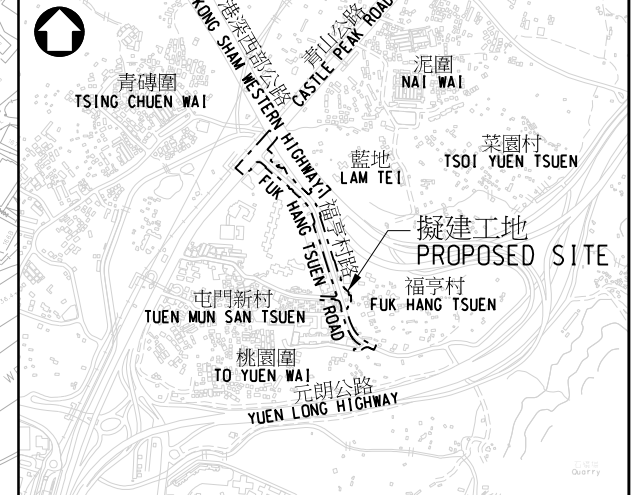 港深西部公路
KONG SHAM WESTERN HIGHWAY
青山公路
CASTLE PEAK ROAD
泥圍
NAI WAI
青磚圍
TSING CHUEN WAI
菜園村
TSOI YUEN TSUEN
藍地
LAM TEI
福亨村路
FUK HANG TSUEN ROAD
擬建工地
PROPOSED SITE
福亨村
FUK HANG TSUEN
屯門新村
TUEN MUN SAN TSUEN
桃園圍
TO YUEN WAI
元朗公路
YUEN LONG HIGHWAY
Quarry